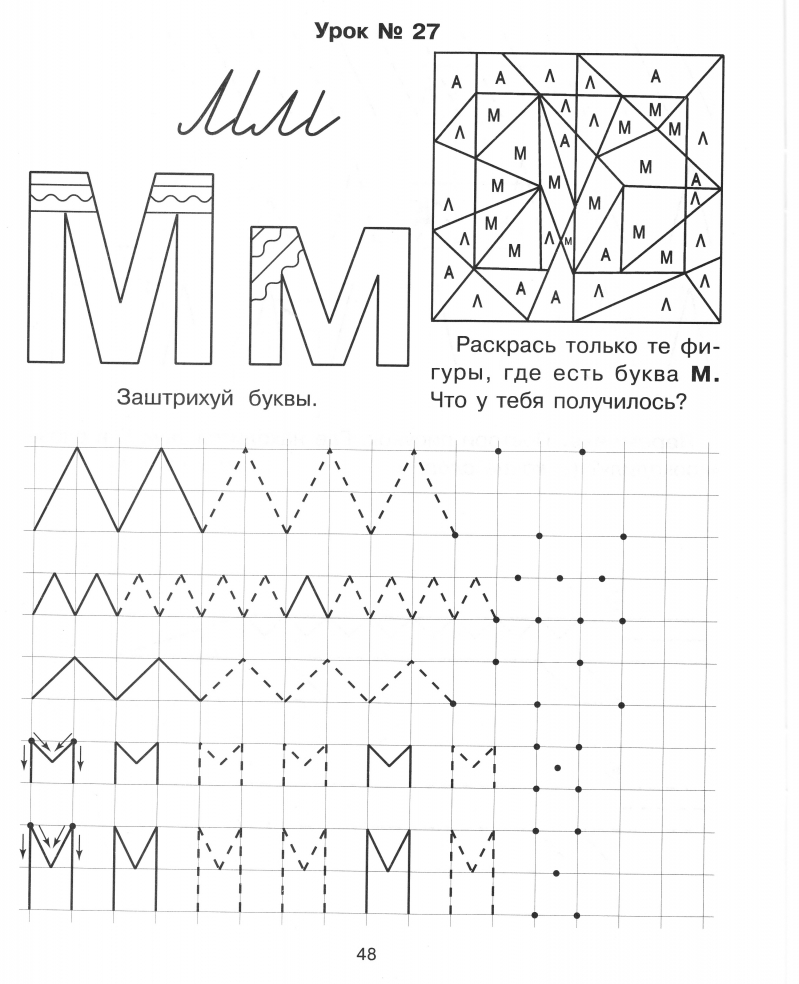 Урок № 27
Мм
М м
А А Λ Λ А
М Λ М
Λ М А Λ М М Λ
М М
М М М А
Λ М Λ
М Λ М М Λ
М А М
А А А Λ Λ
Λ Λ
Раскрась только те фи-
гуры, где есть буква М.
Что у тебя получилось?
Заштрихуй буквы.
М М М М М М
М М М М М М
48